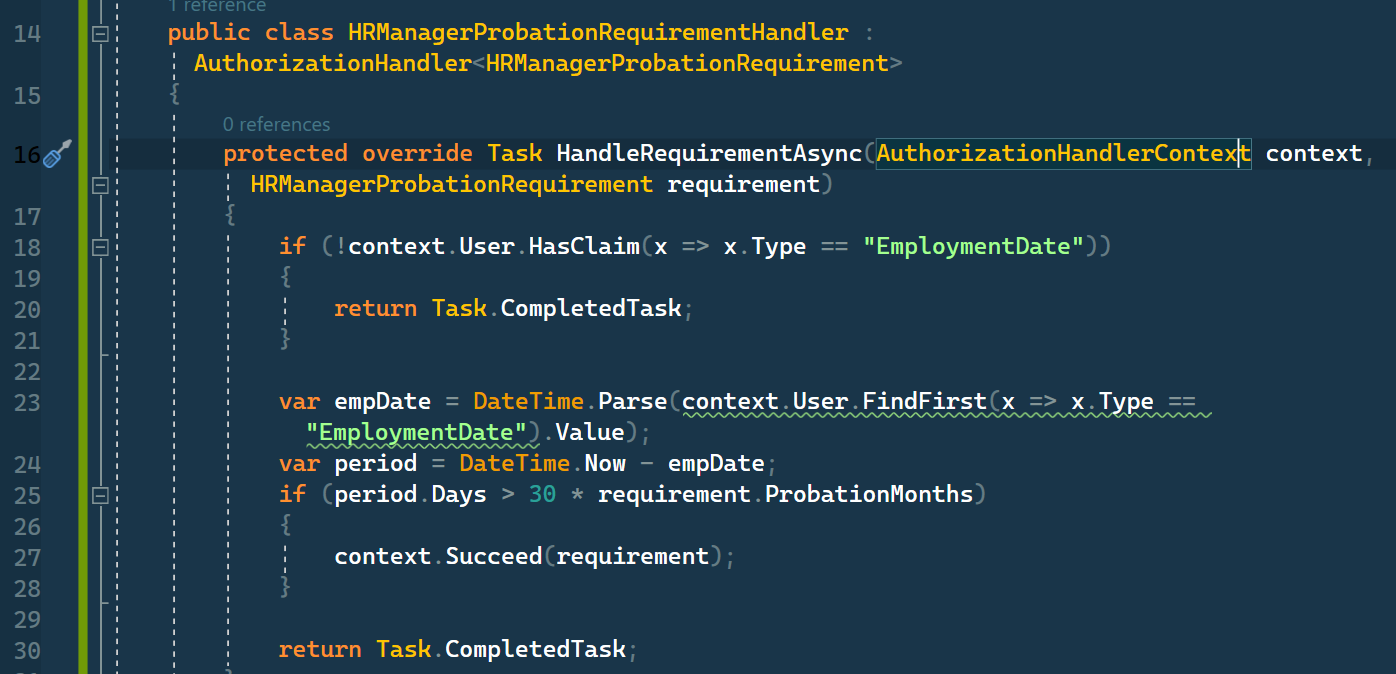 1 reference
14 public class HRManagerProbationRequirementHandler :
AuthorizationHandler<HRManagerProbationRequirement>
15 {
0 references
16 protected override Task HandleRequirementAsync(AuthorizationHandlerContext context,
HRManagerProbationRequirement requirement)
17 {
18 if (!context.User.HasClaim(x => x.Type == "EmploymentDate"))
19 {
20 return Task.CompletedTask;
21 }
22
23 var empDate = DateTime.Parse(context.User.FindFirst(x => x.Type ==
"EmploymentDate").Value);
24 var period = DateTime.Now - empDate;
25 if (period.Days > 30 * requirement.ProbationMonths)
26 {
27 context.Succeed(requirement);
28 }
29
30 return Task.CompletedTask;